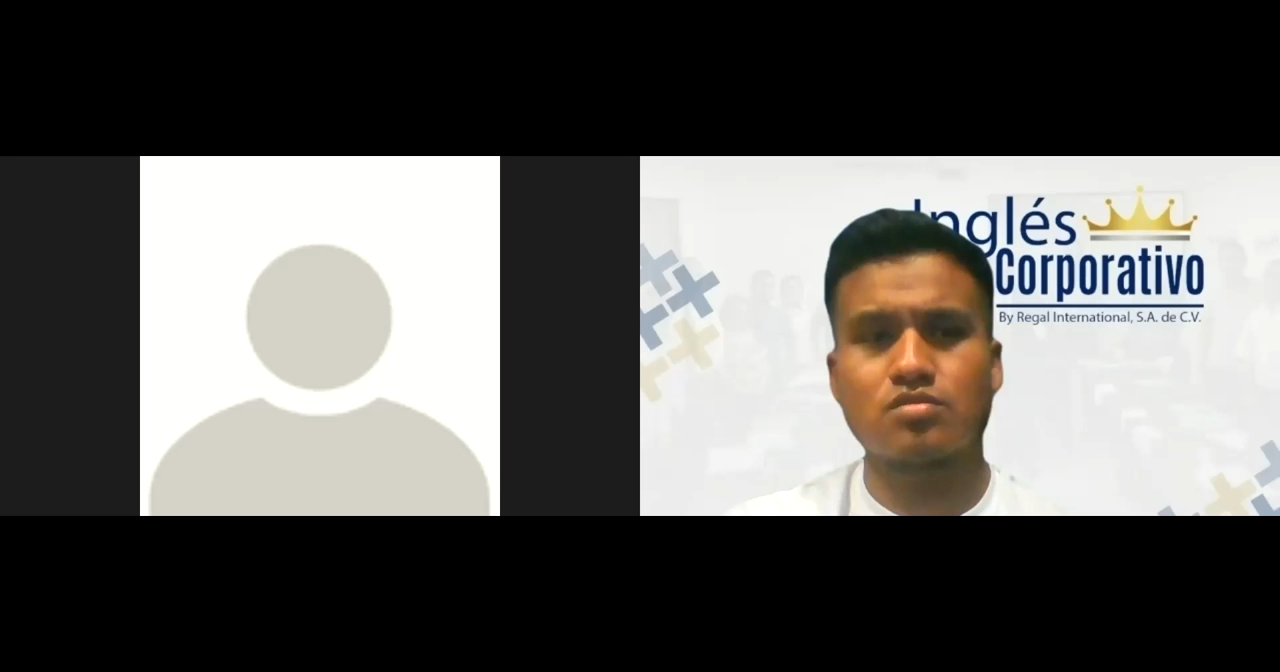 Inglés
Corporativo
By Regal International, S.A. de C.V.